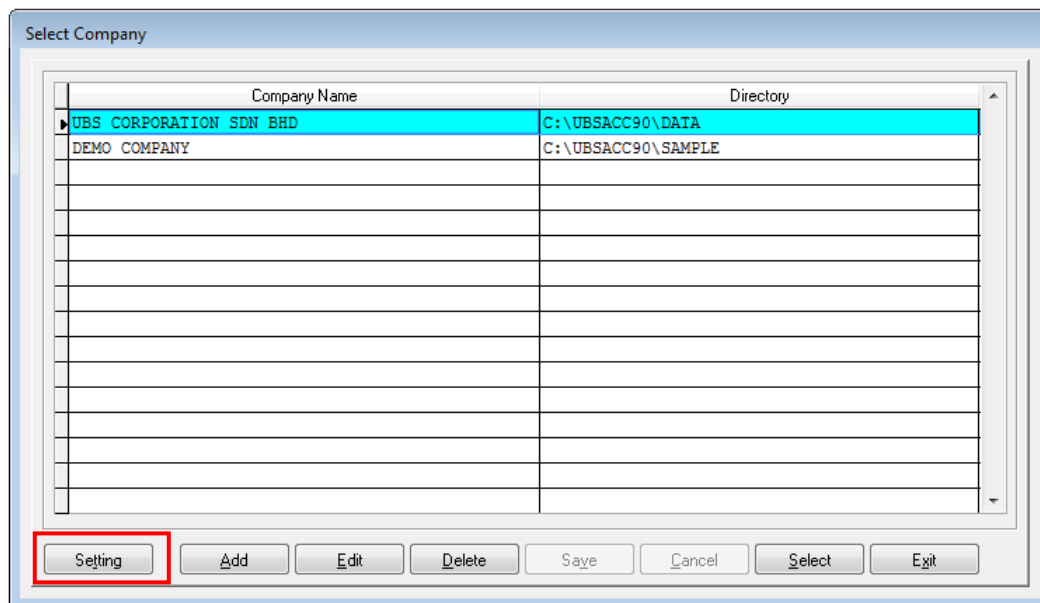 Select Company
Company Name Directory
UBS CORPORATION SDN BHD C:\UBSACC90\DATA
DEMO COMPANY C:\UBSACC90\SAMPLE
Setting Add Edit Delete Save Cancel Select Exit